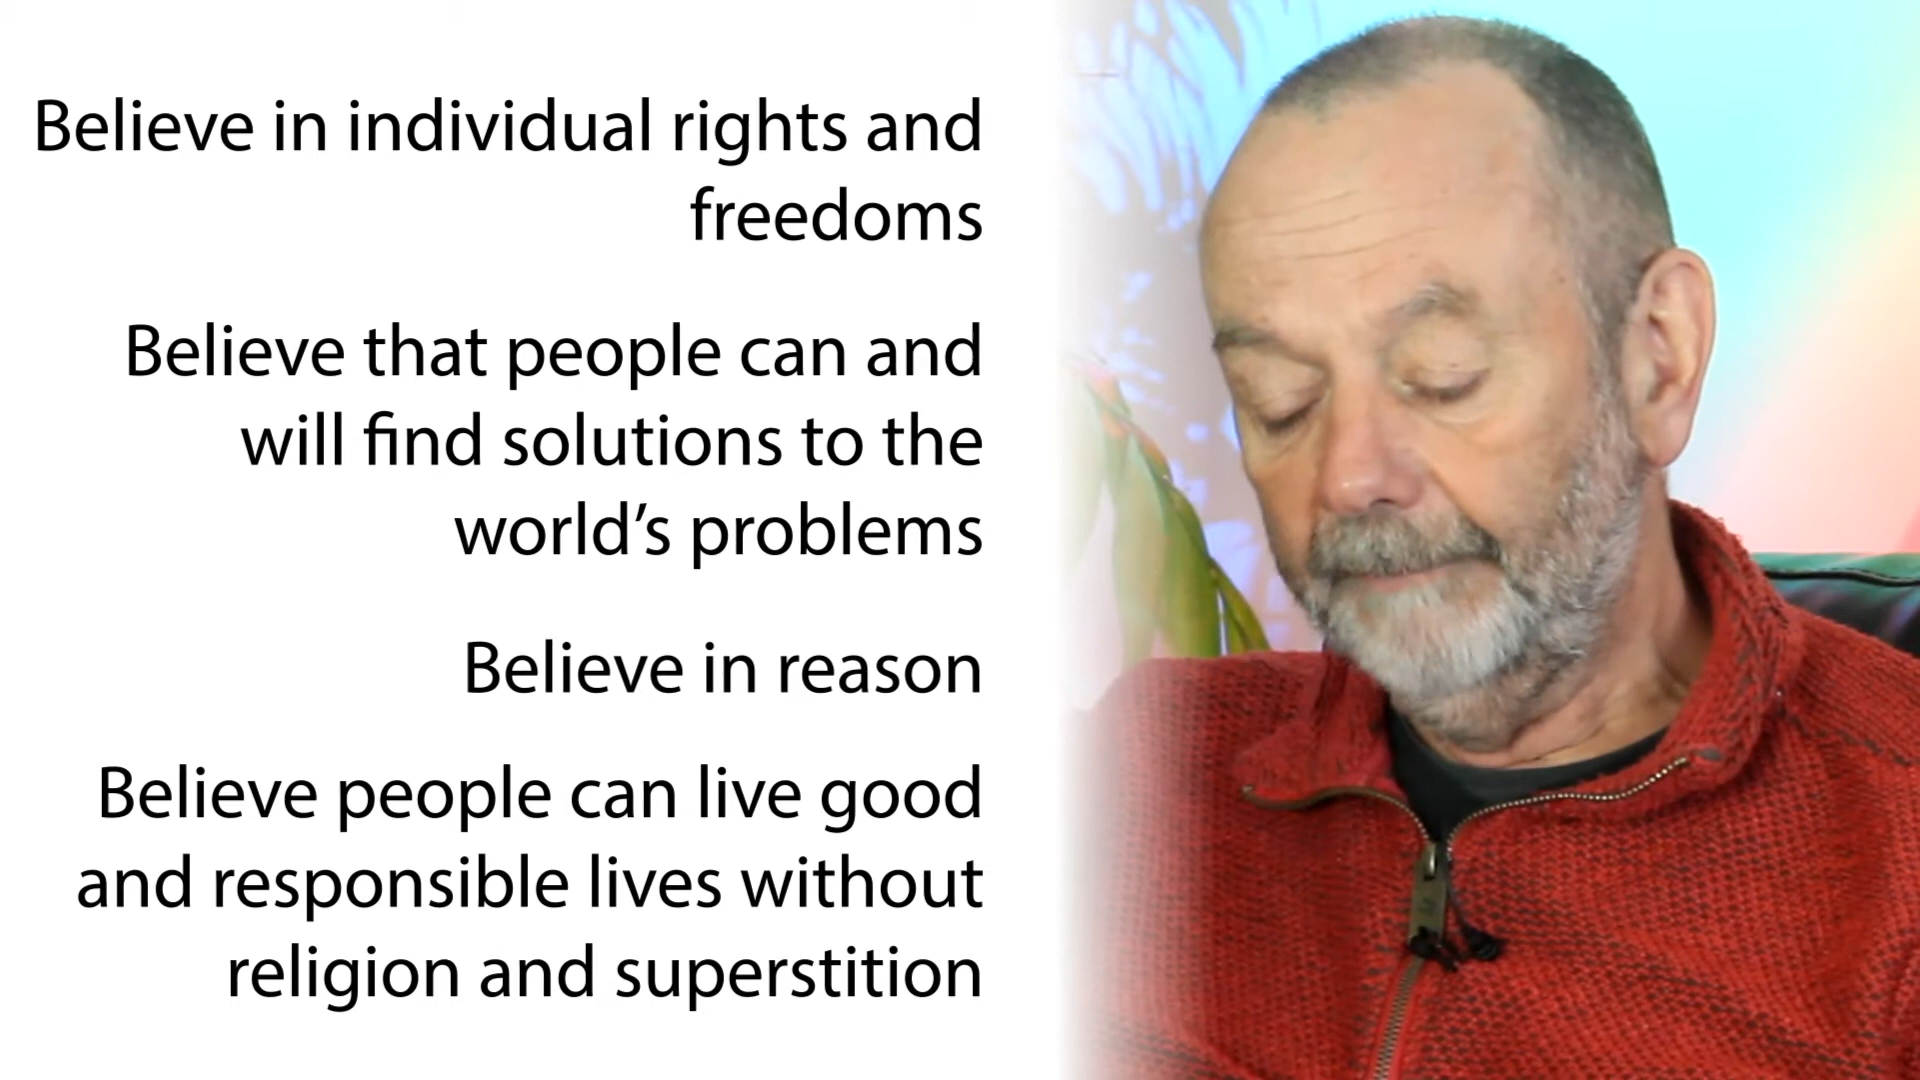 Believe in individual rights and
freedoms
Believe that people can and
will find solutions to the
world’s problems
Believe in reason
Believe people can live good
and responsible lives without
religion and superstition